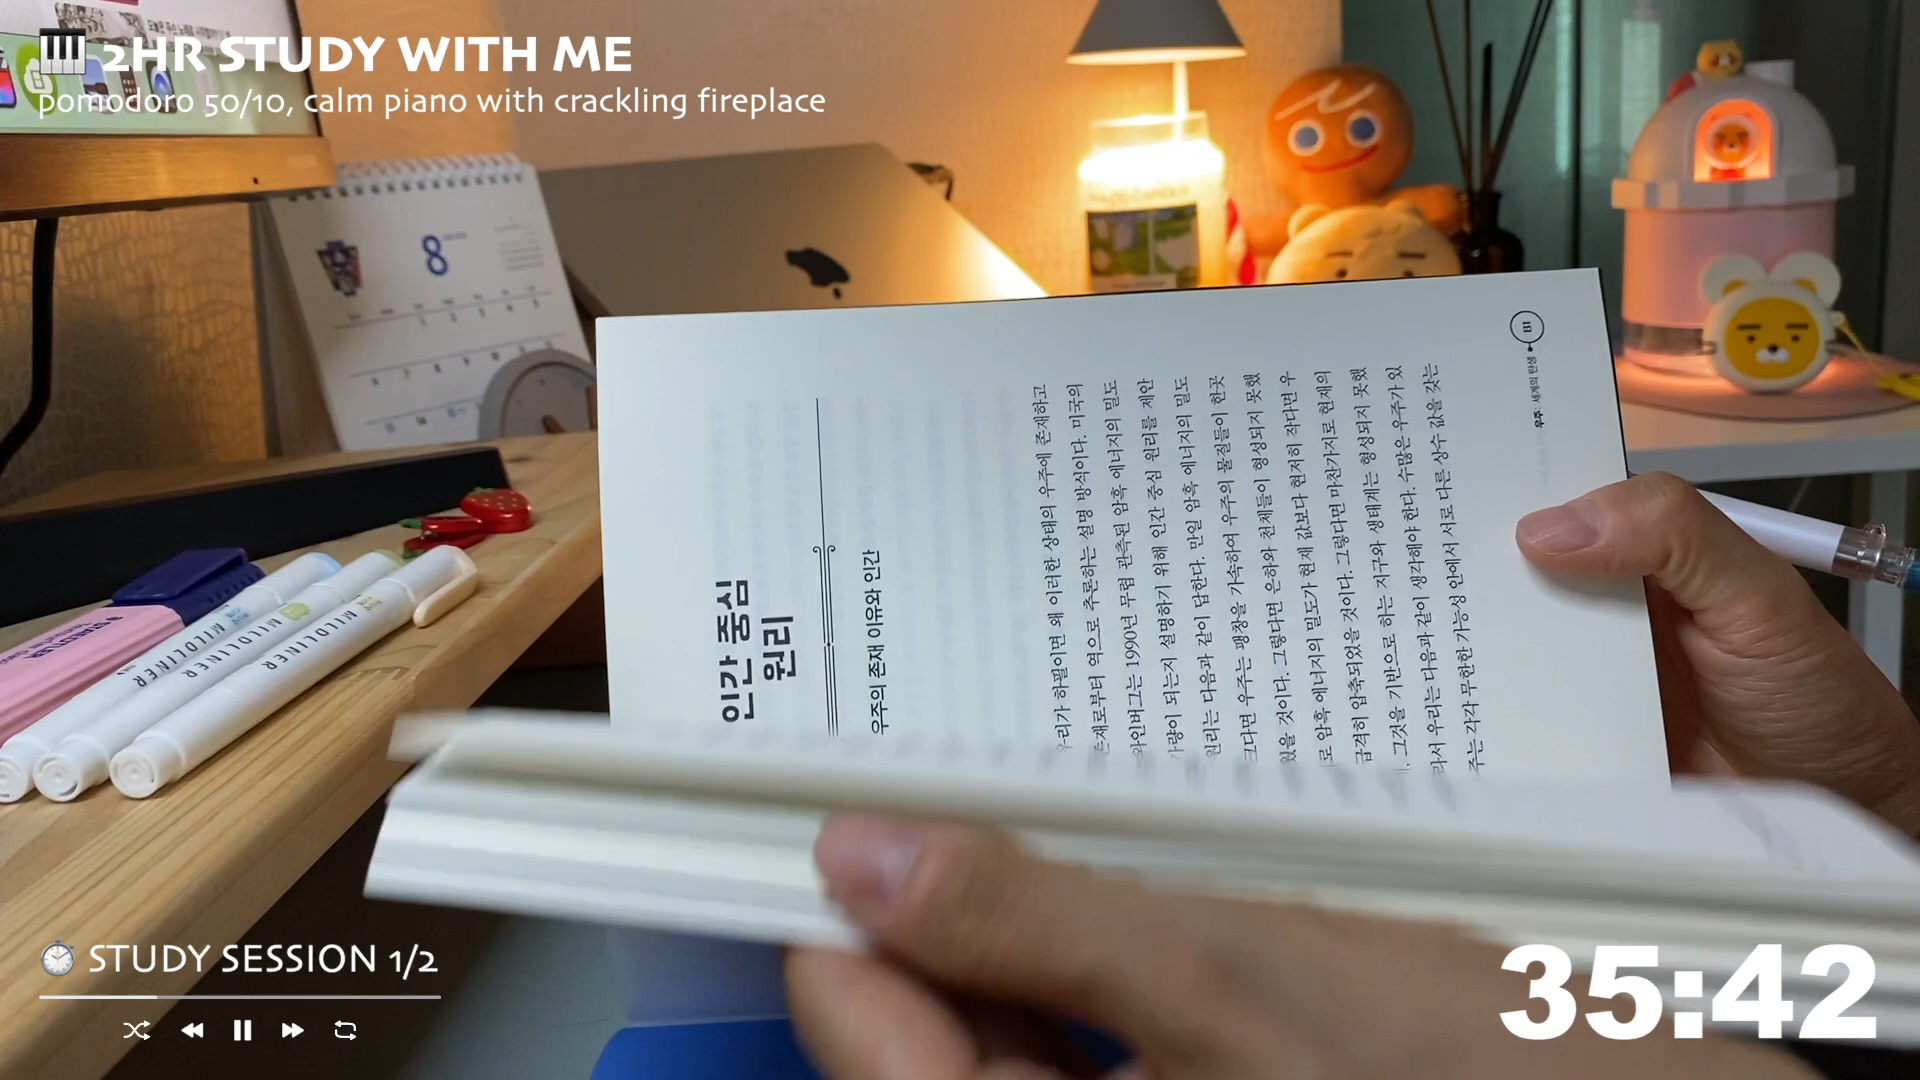 2HR STUDY WITH ME
pomodoro 50/10, calm piano with crackling fireplace
8
1 2 3 4 5
인간 중심
원리
우주의 존재 이유와 인간
우리가 하필이면 왜 이러한 상태의 우주에 존재하고
존재로부터 역으로 추론하는 설명 방식이다. 미국의
와인버그는 1990년 무렵 관측된 암흑 에너지의 밀도
가량이 되는지 설명하기 위해 인간 중심 원리를 제안
원리는 다음과 같이 답한다. 만일 암흑 에너지의 밀도
크다면 우주는 팽창을 가속하여 우주의 물질들이 한곳
있을 것이다. 그렇다면 은하와 천체들이 형성되지 못했
로 암흑 에너지의 밀도가 현재 값보다 현저히 작다면 우
급격히 압축되었을 것이다. 그렇다면 마찬가지로 현재의
. 그것을 기반으로 하는 지구와 생태계는 형성되지 못했
라서 우리는 다음과 같이 생각해야 한다. 수많은 우주가 있
주는 각각 무한한 가능성 안에서 서로 다른 상수 값을 갖는
우주: 세계의 탄생
81
STAEDTLER
MILDLINER
MILDLINER
MILDLINER
STUDY SESSION 1/2
35:42